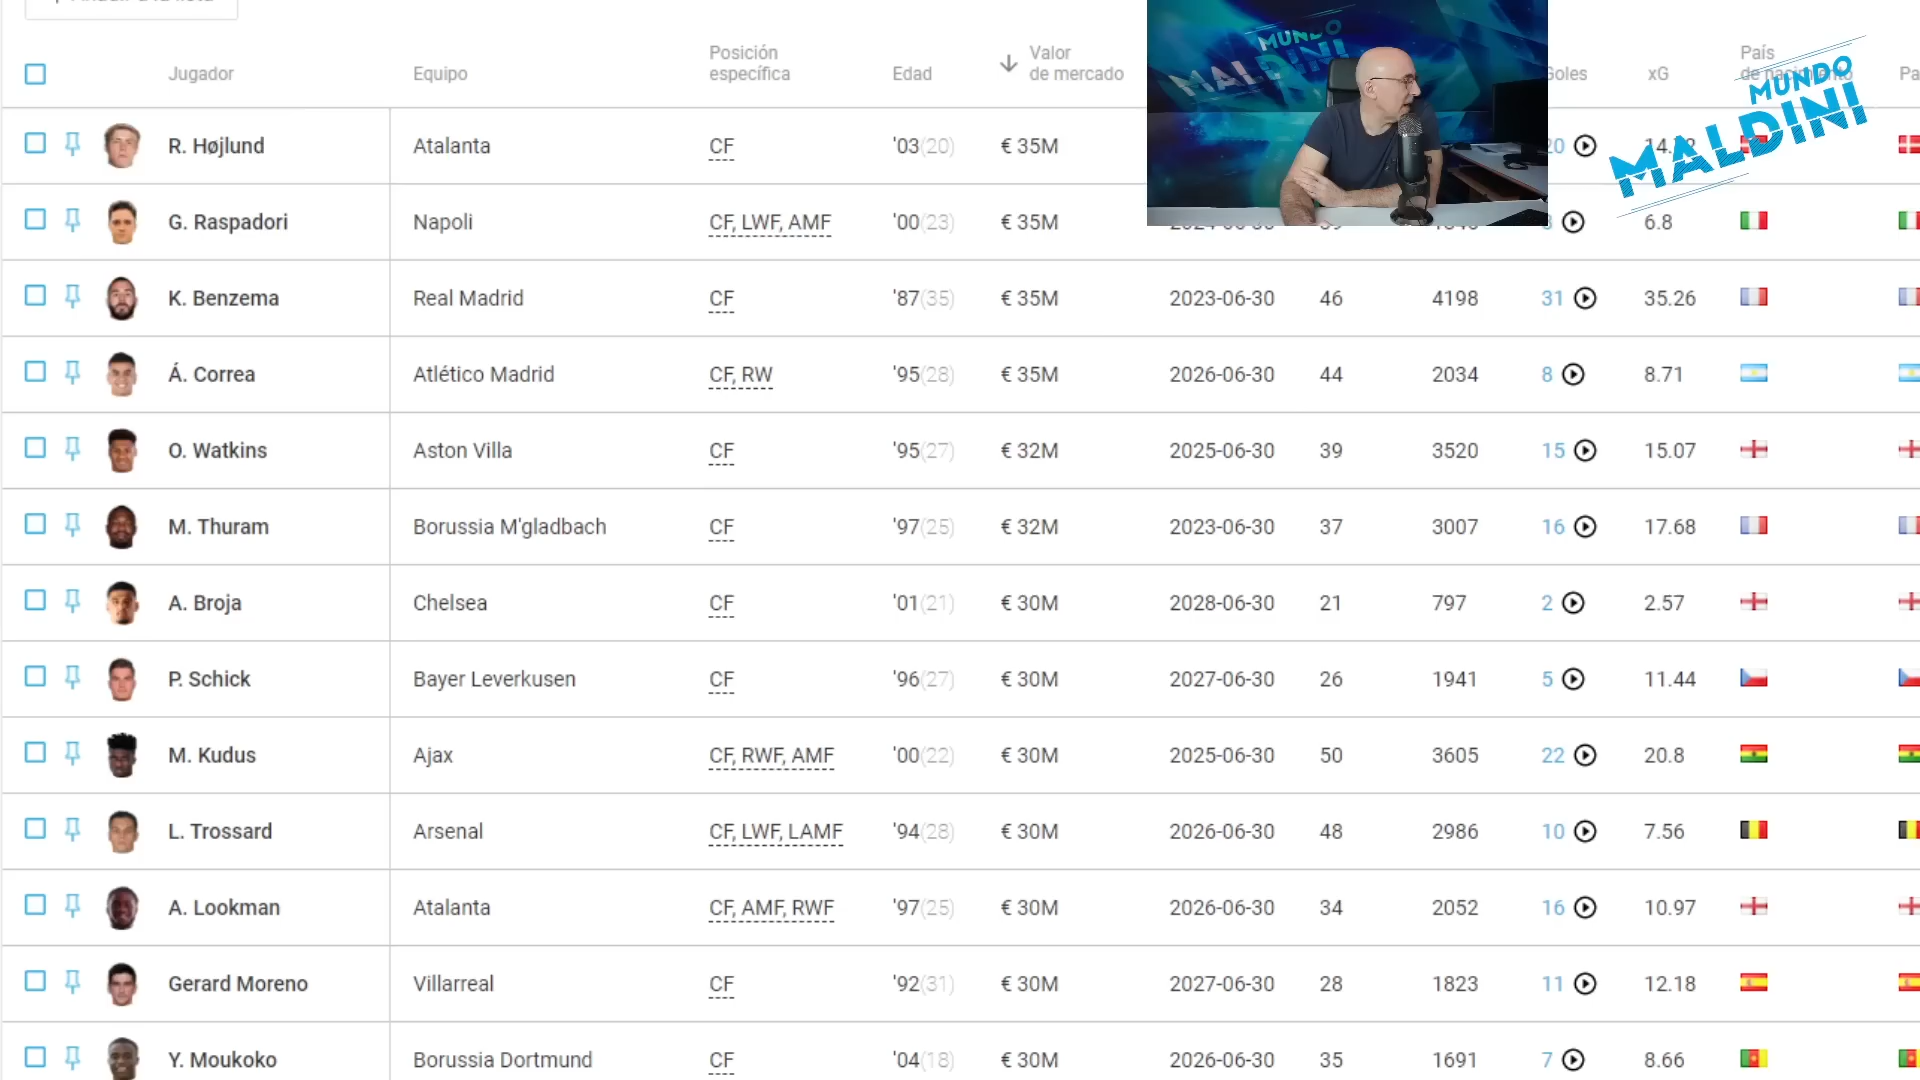 Jugador Equipo Posición específica Edad Valor de mercado Goles xG País de nacimiento
R. Højlund Atalanta CF '03(20) € 35M 20
G. Raspadori Napoli CF, LWF, AMF '00(23) € 35M 6.8
K. Benzema Real Madrid CF '87(35) € 35M 2023-06-30 46 4198 31 35.26
Á. Correa Atlético Madrid CF, RW '95(28) € 35M 2026-06-30 44 2034 8 8.71
O. Watkins Aston Villa CF '95(27) € 32M 2025-06-30 39 3520 15 15.07
M. Thuram Borussia M'gladbach CF '97(25) € 32M 2023-06-30 37 3007 16 17.68
A. Broja Chelsea CF '01(21) € 30M 2028-06-30 21 797 2 2.57
P. Schick Bayer Leverkusen CF '96(27) € 30M 2027-06-30 26 1941 5 11.44
M. Kudus Ajax CF, RWF, AMF '00(22) € 30M 2025-06-30 50 3605 22 20.8
L. Trossard Arsenal CF, LWF, LAMF '94(28) € 30M 2026-06-30 48 2986 10 7.56
A. Lookman Atalanta CF, AMF, RWF '97(25) € 30M 2026-06-30 34 2052 16 10.97
Gerard Moreno Villarreal CF '92(31) € 30M 2027-06-30 28 1823 11 12.18
Y. Moukoko Borussia Dortmund CF '04(18) € 30M 2026-06-30 35 1691 7 8.66
MUNDO
MALDINI
MUNDO
MALDINI